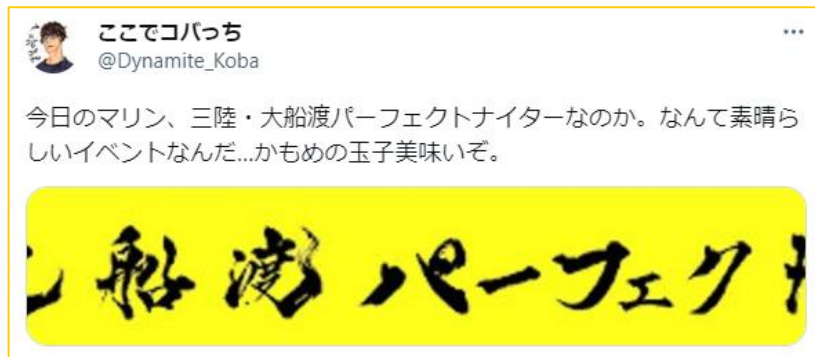 ここでコバっち
@Dynamite_Koba
今日のマリン、三陸・大船渡パーフェクトナイターなのか。なんて素晴ら
しいイベントなんだ...かもめの玉子美味いぞ。
船渡パーフェク